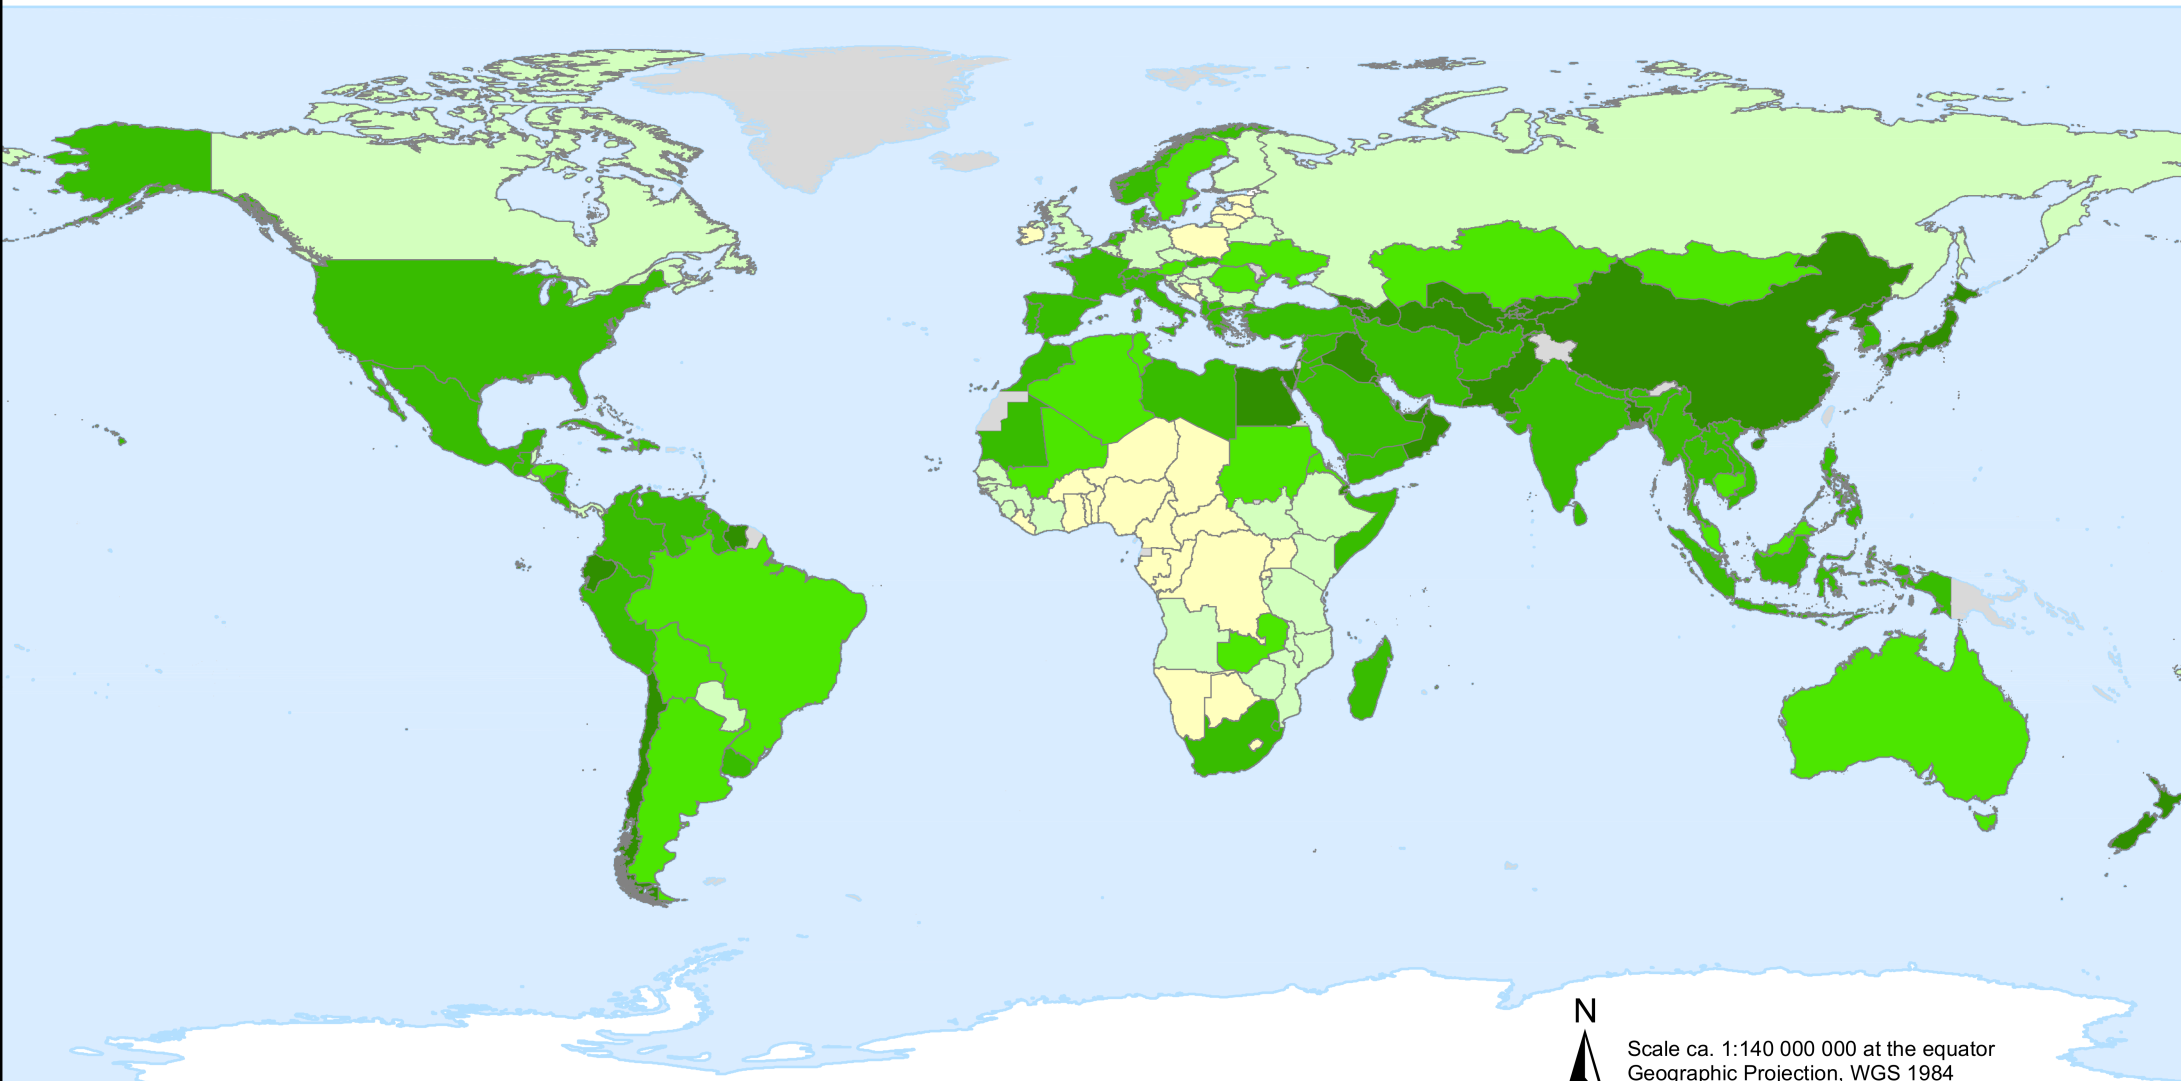 N
Scale ca. 1:140 000 000 at the equator
Geographic Projection, WGS 1984